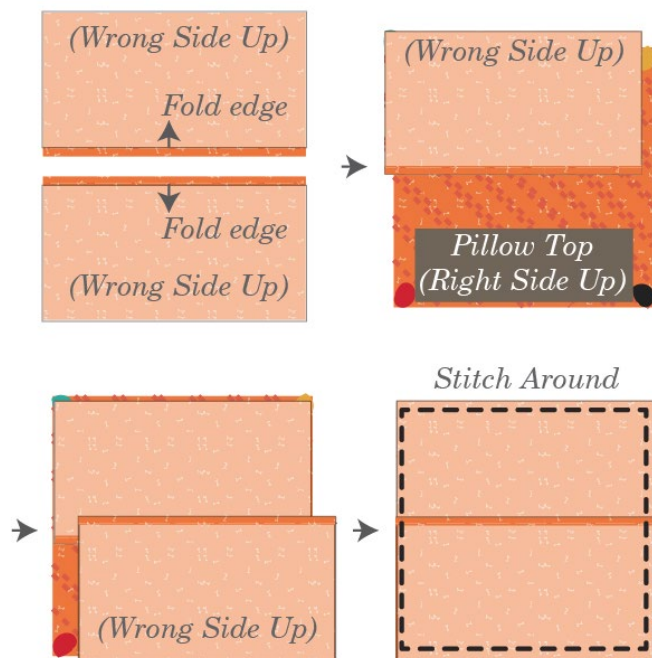 (Wrong Side Up)
Fold edge
Fold edge
(Wrong Side Up)
(Wrong Side Up)
Pillow Top
(Right Side Up)
(Wrong Side Up)
Stitch Around